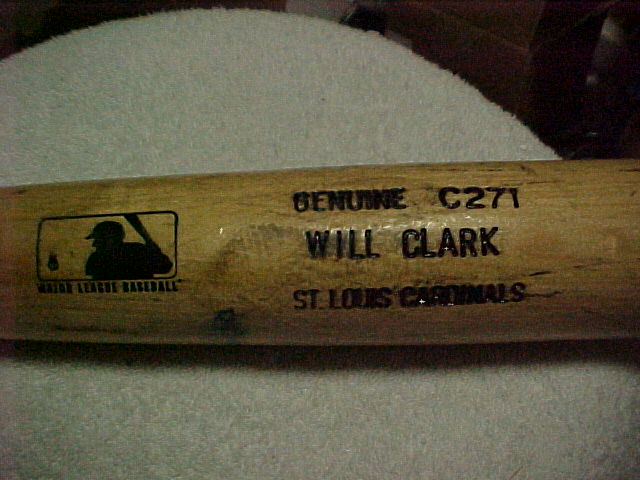 GENUINE C271
WILL CLARK
ST. LOUIS CARDINALS
MAJOR LEAGUE BASEBALL